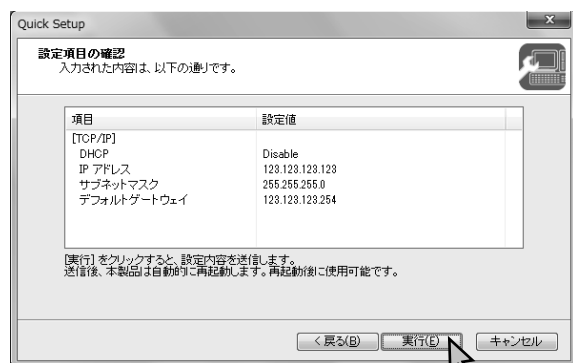 Quick Setup
設定項目の確認
入力された内容は、以下の通りです。
項目 設定値
[TCP/IP]
DHCP Disable
IP アドレス 123.123.123.123
サブネットマスク 255.255.255.0
デフォルトゲートウェイ 123.123.123.254
[実行] をクリックすると、設定内容を送信します。
送信後、本製品は自動的に再起動します。再起動後に使用可能です。
< 戻る(B) 実行(E) キャンセル